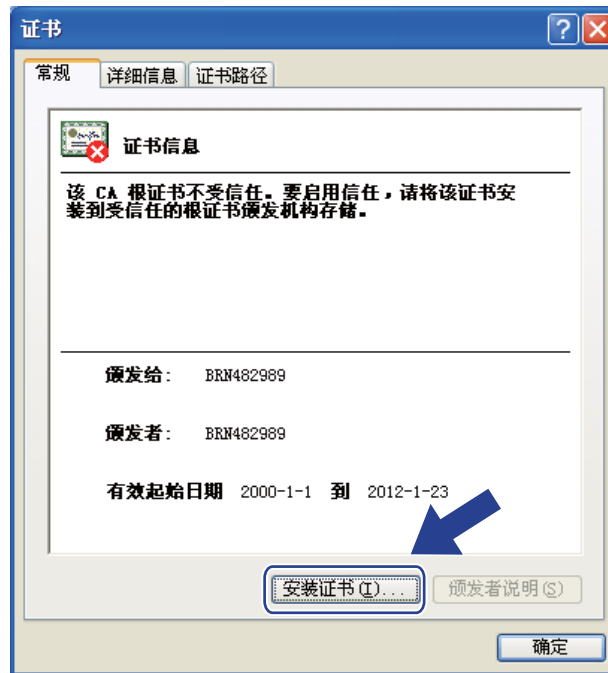 证书
常规 详细信息 证书路径
证书信息
该 CA 根证书不受信任。要启用信任，请将该证书安
装到受信任的根证书颁发机构存储。
颁发给: BRN482989
颁发者: BRN482989
有效起始日期 2000-1-1 到 2012-1-23
安装证书(I)... 颁发者说明(S)
确定